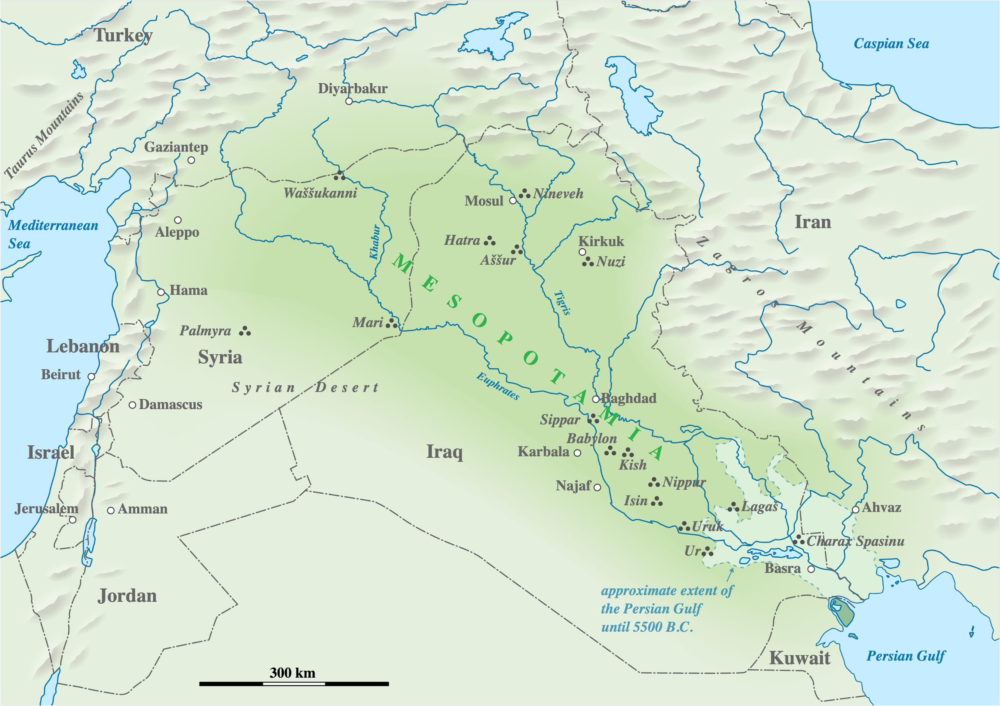 Turkey
Caspian Sea
Taurus Mountains
Diyarbakır
Gaziantep
Waššukanni
Mosul
Nineveh
Mediterranean
Sea
Aleppo
Khabur
Hatra
Aššur
Kirkuk
Nuzi
Iran
Zagros Mountains
MESOPOTAMIA
Hama
Tigris
Mari
Palmyra
Lebanon
Syria
Beirut
Euphrates
Syrian Desert
Damascus
Baghdad
Sippar
Babylon
Israel
Iraq
Karbala
Kish
Najaf
Nippur
Isin
Lagaš
Jerusalem
Amman
Ahvaz
Uruk
Charax Spasinu
Ur
Basra
approximate extent of
the Persian Gulf
until 5500 B.C.
Jordan
Kuwait
Persian Gulf
300 km